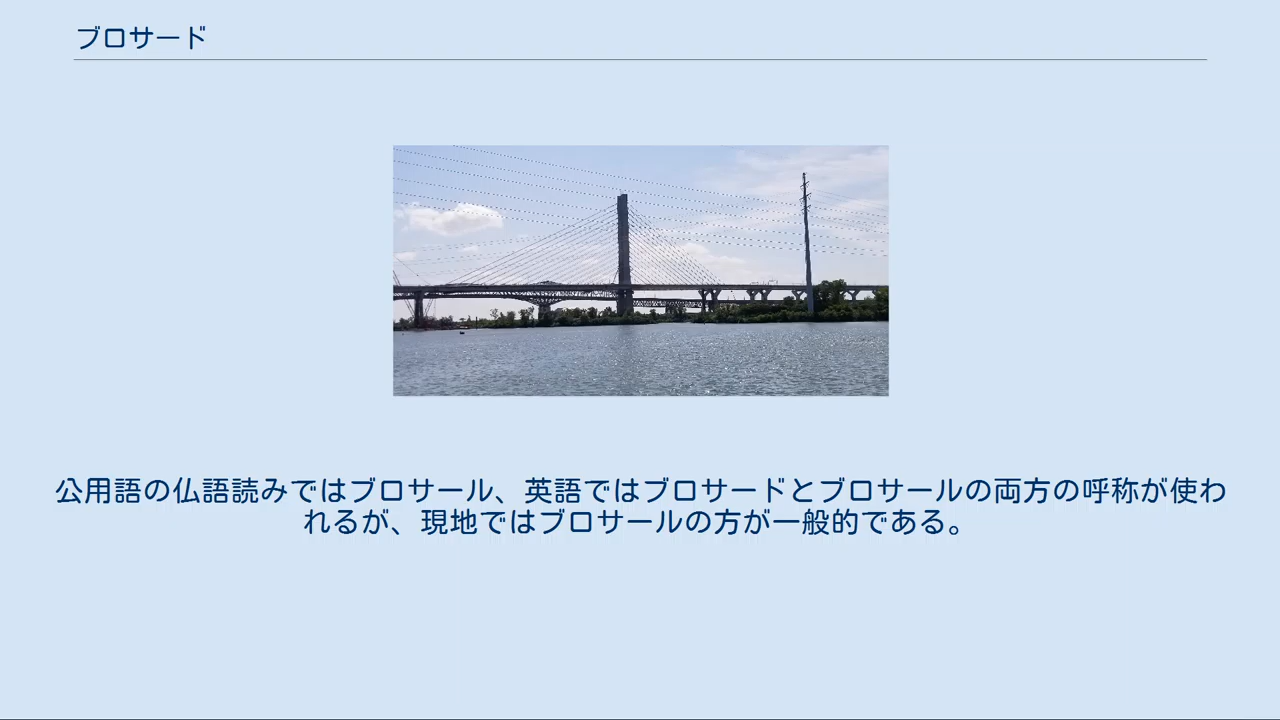 ブロサード
公用語の仏語読みではブロサール、英語ではブロサードとブロサールの両方の呼称が使わ
れるが、現地ではブロサールの方が一般的である。